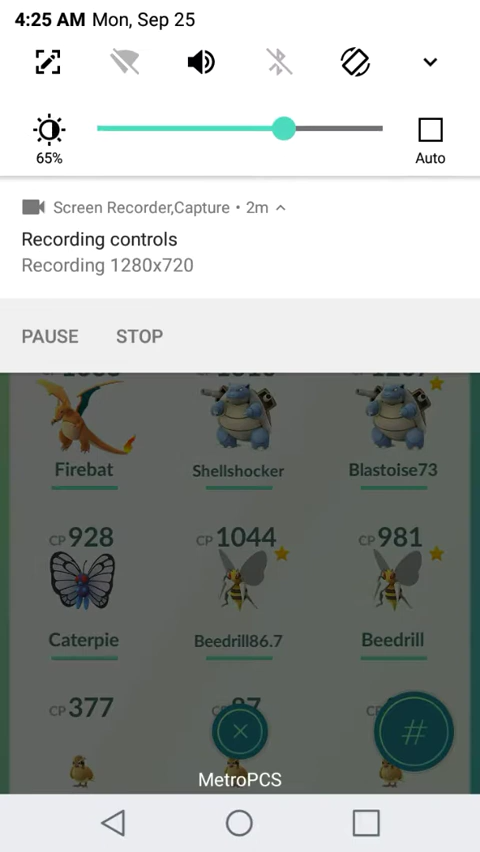 4:25 AM Mon, Sep 25
65%
Auto
Screen Recorder,Capture • 2m
Recording controls
Recording 1280x720
PAUSE STOP
Firebat Shellshocker Blastoise73
CP 928 CP 1044 CP 981
Caterpie Beedrill86.7 Beedrill
CP 377
#
MetroPCS